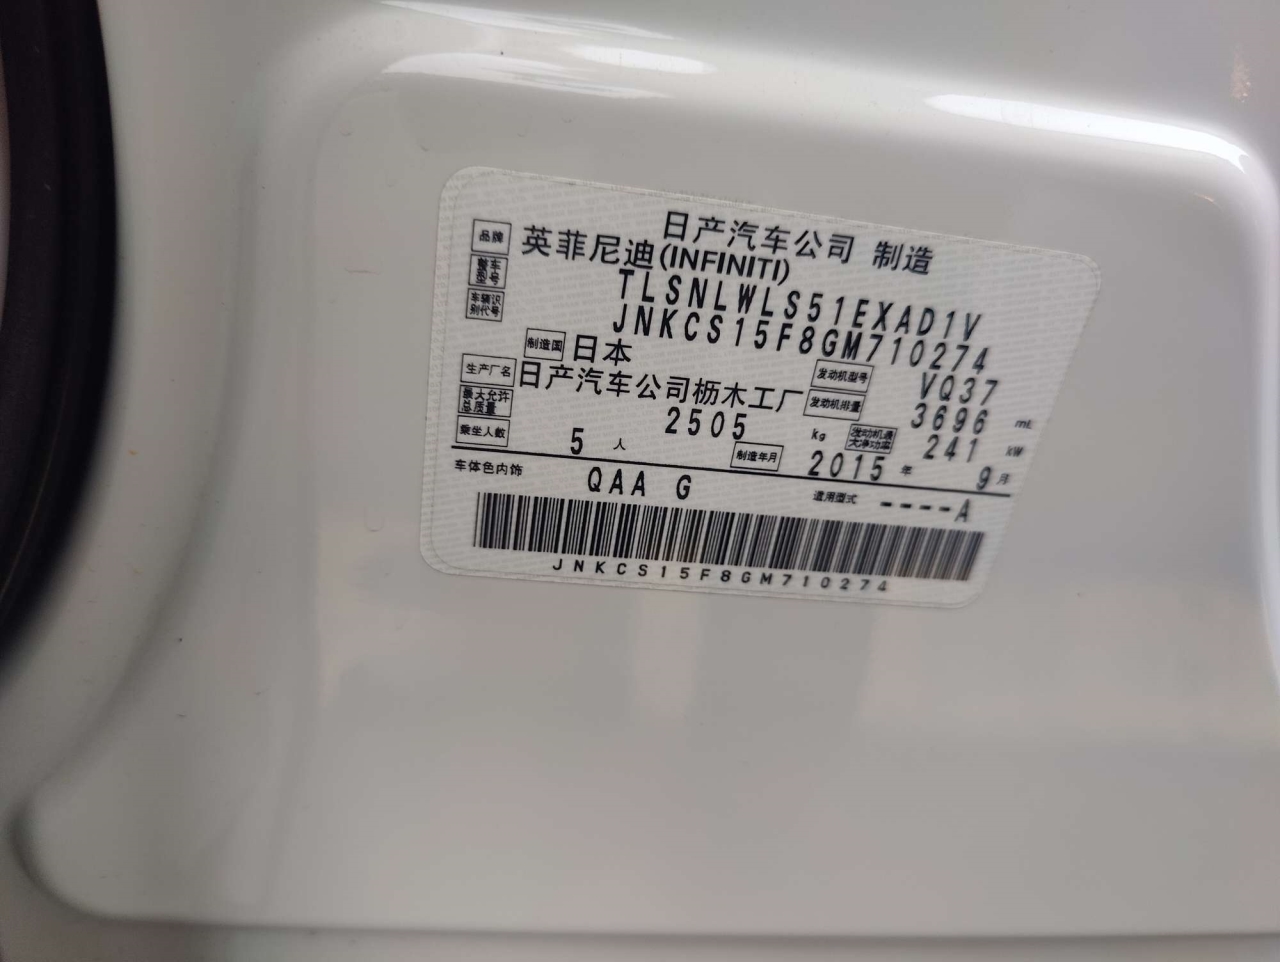 日产汽车公司 制造
品牌 英菲尼迪(INFINITI)
整车型号 TLSNLWLS51EXAD1V
车辆识别代号 JNKCS15F8GM710274
制造国 日本 发动机型号 VQ37
生产厂名 日产汽车公司枥木工厂 发动机排量 3696 mL
最大允许总质量 2505 kg 发动机最大净功率 241 kW
乘坐人数 5 人 制造年月 2015 年 9 月
车体色内饰 QAA G 适用型式 ----A
JNKCS15F8GM710274